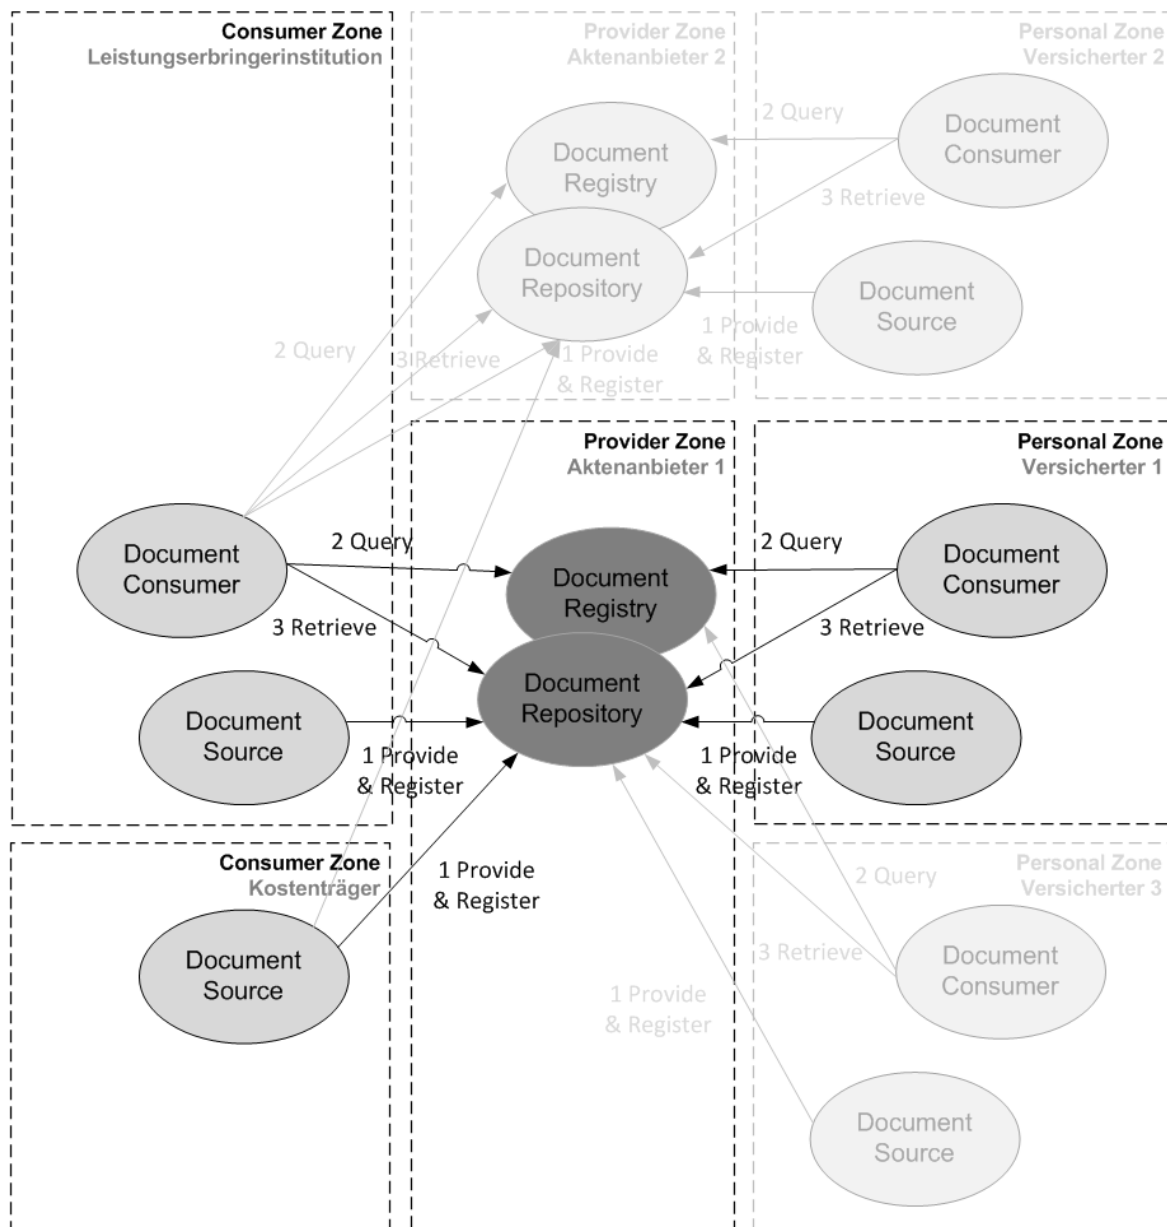 Consumer Zone
Leistungserbringerinstitution
Provider Zone
Aktenanbieter 2
Personal Zone
Versicherter 2
Document
Registry
Document
Repository
2 Query
3 Retrieve
Document
Consumer
Document
Source
1 Provide
& Register
2 Query
3 Retrieve
1 Provide
& Register
Provider Zone
Aktenanbieter 1
Personal Zone
Versicherter 1
Document
Consumer
2 Query
3 Retrieve
Document
Source
1 Provide
& Register
Document
Registry
Document
Repository
2 Query
3 Retrieve
Document
Consumer
Document
Source
1 Provide
& Register
Consumer Zone
Kostenträger
Document
Source
1 Provide
& Register
Personal Zone
Versicherter 3
2 Query
3 Retrieve
1 Provide
& Register
Document
Consumer
Document
Source